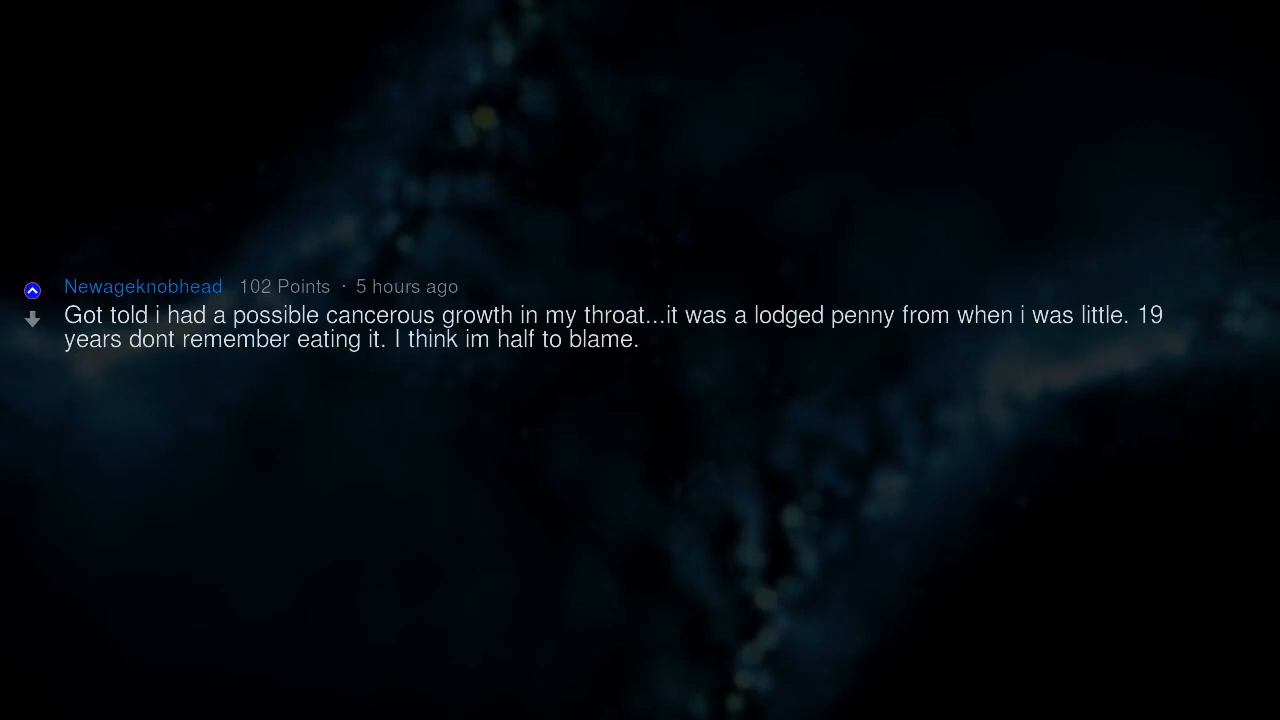 Newageknobhead 102 Points · 5 hours ago
Got told i had a possible cancerous growth in my throat...it was a lodged penny from when i was little. 19
years dont remember eating it. I think im half to blame.